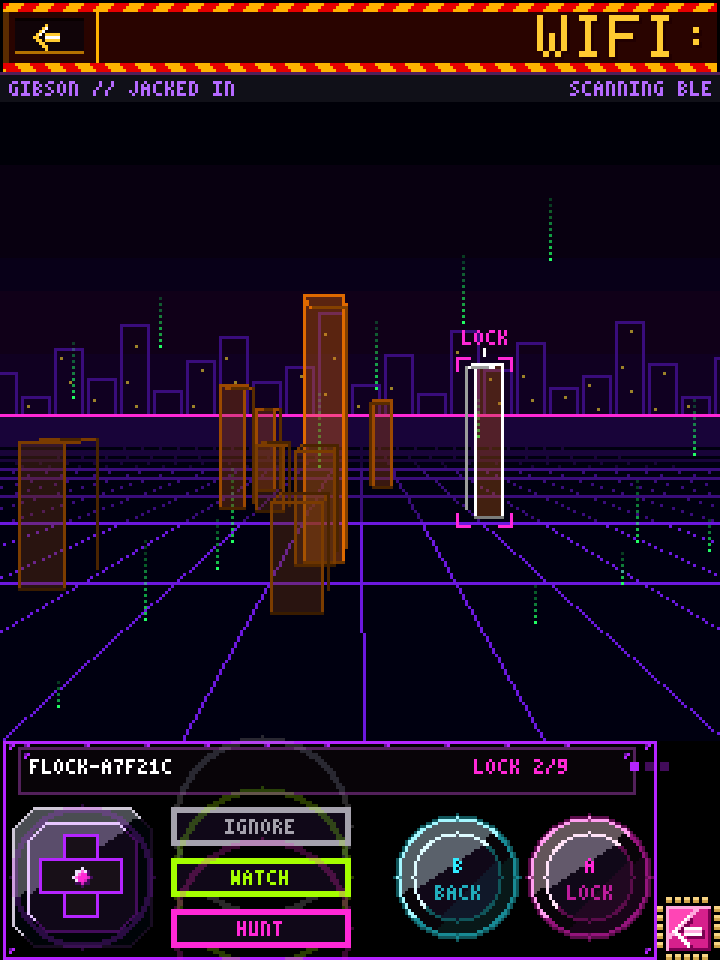 WIFI:
GIBSON // JACKED IN
SCANNING BLE
LOCK
FLOCK-A7F21C
LOCK 2/9
IGNORE
WATCH
HUNT
B
BACK
A
LOCK